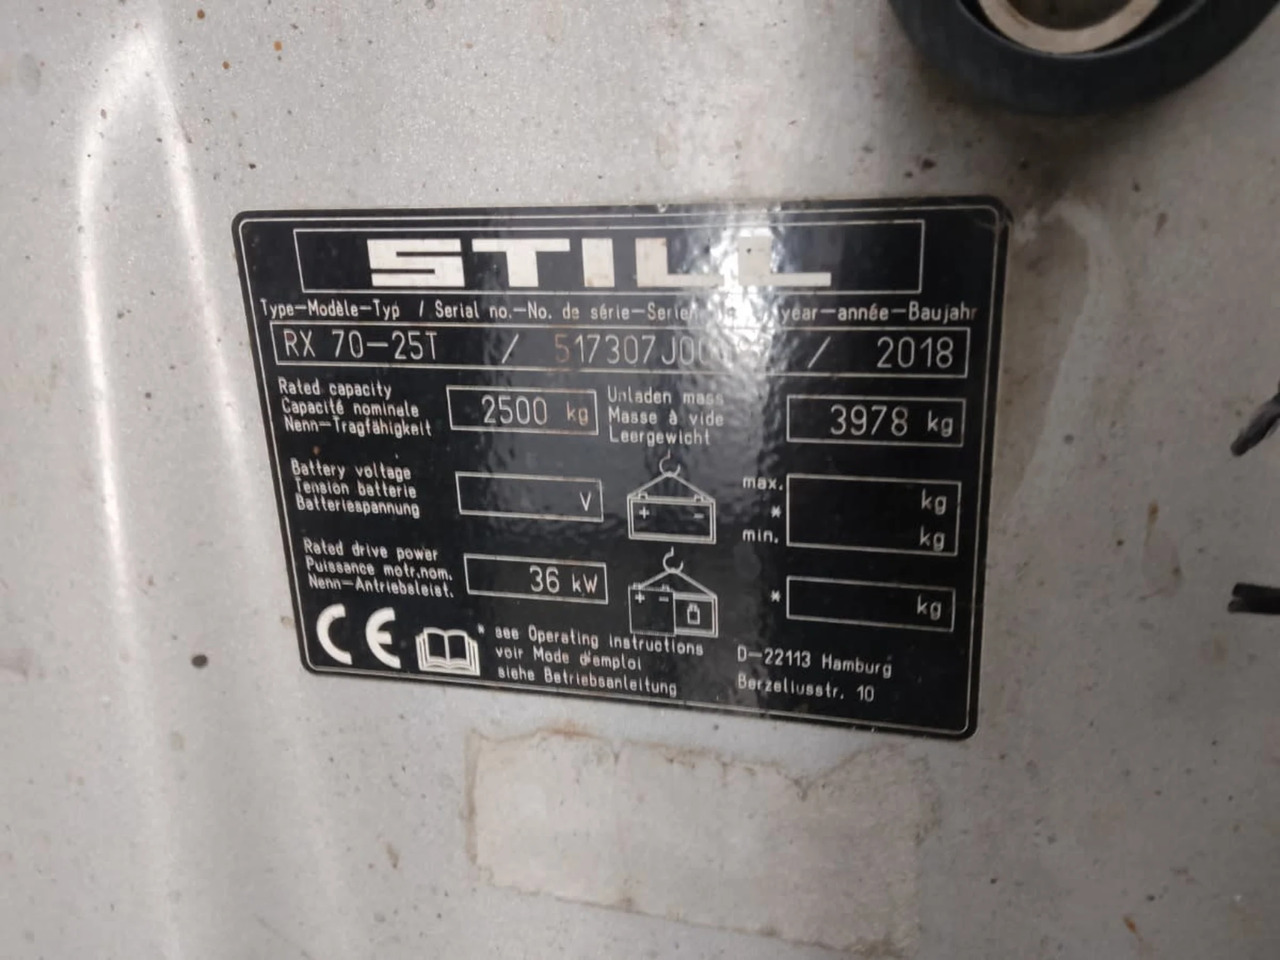 STILL
Type-Modèle-Typ / Serial no.-No. de série-Serien year-année-Baujahr
RX 70-25T / / 2018
Rated capacity
Capacité nominale
Nenn-Tragfähigkeit
2500 kg
Unladen mass
Masse à vide
Leergewicht
3978 kg
Battery voltage
Tension batterie
Batteriespannung
V
+ -
max. kg
*
min. kg
Rated drive power
Puissance motr.nom.
Nenn-Antriebsleist.
36 kW
+ -
* kg
CE
* see Operating instructions
voir Mode d'emploi
siehe Betriebsanleitung
D-22113 Hamburg
Berzeliusstr. 10